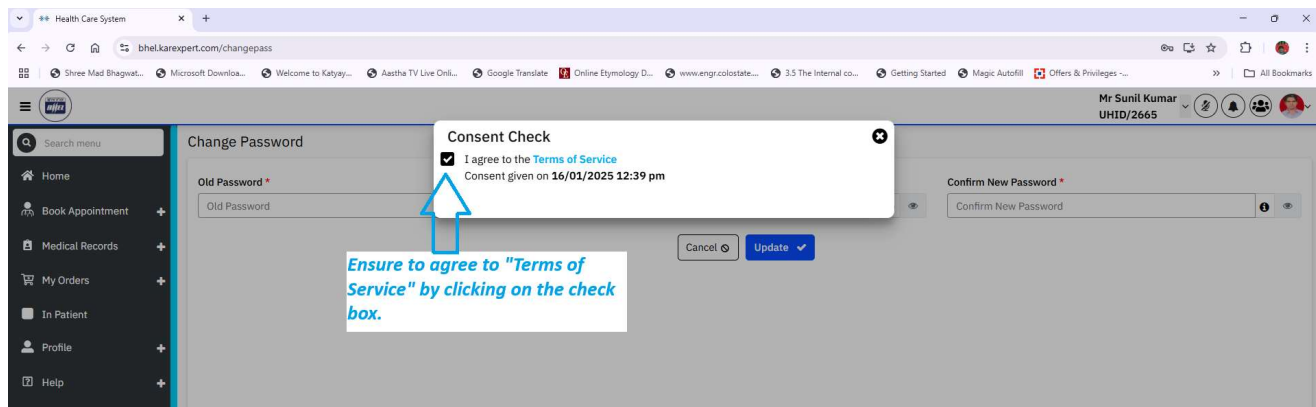 Health Care System
bhel.karexpert.com/changepass
Shree Mad Bhagwat...
Microsoft Downloa...
Welcome to Katyay...
Aastha TV Live Onli...
Google Translate
Online Etymology D...
www.engr.colostate....
3.5 The Internal co...
Getting Started
Magic Autofill
Offers & Privileges -...
All Bookmarks
Mr Sunil Kumar
UHID/2665
Search menu
Home
Book Appointment
Medical Records
My Orders
In Patient
Profile
Help
Change Password
Old Password *
Old Password
Consent Check
I agree to the Terms of Service
Consent given on 16/01/2025 12:39 pm
Confirm New Password *
Confirm New Password
Cancel
Update
Ensure to agree to "Terms of
Service" by clicking on the check
box.